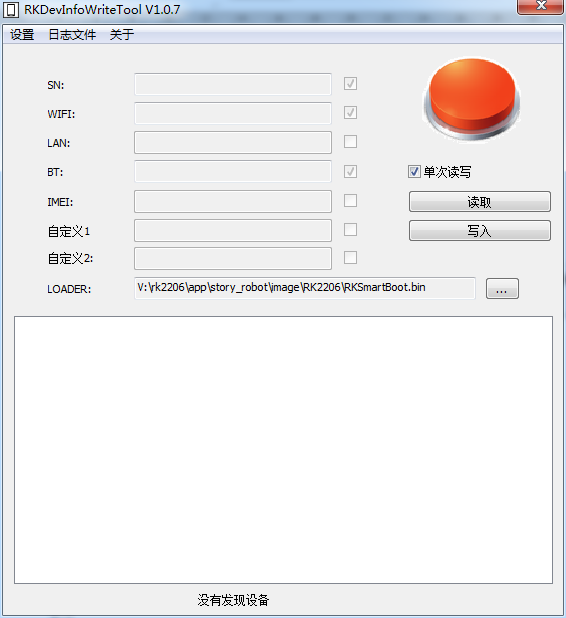 RKDevInfoWriteTool V1.0.7
设置 日志文件 关于
SN:
WIFI:
LAN:
BT:
单次读写
IMEI:
读取
自定义1
写入
自定义2:
LOADER:
V:\rk2206\app\story_robot\image\RK2206\RKSmartBoot.bin
...
没有发现设备